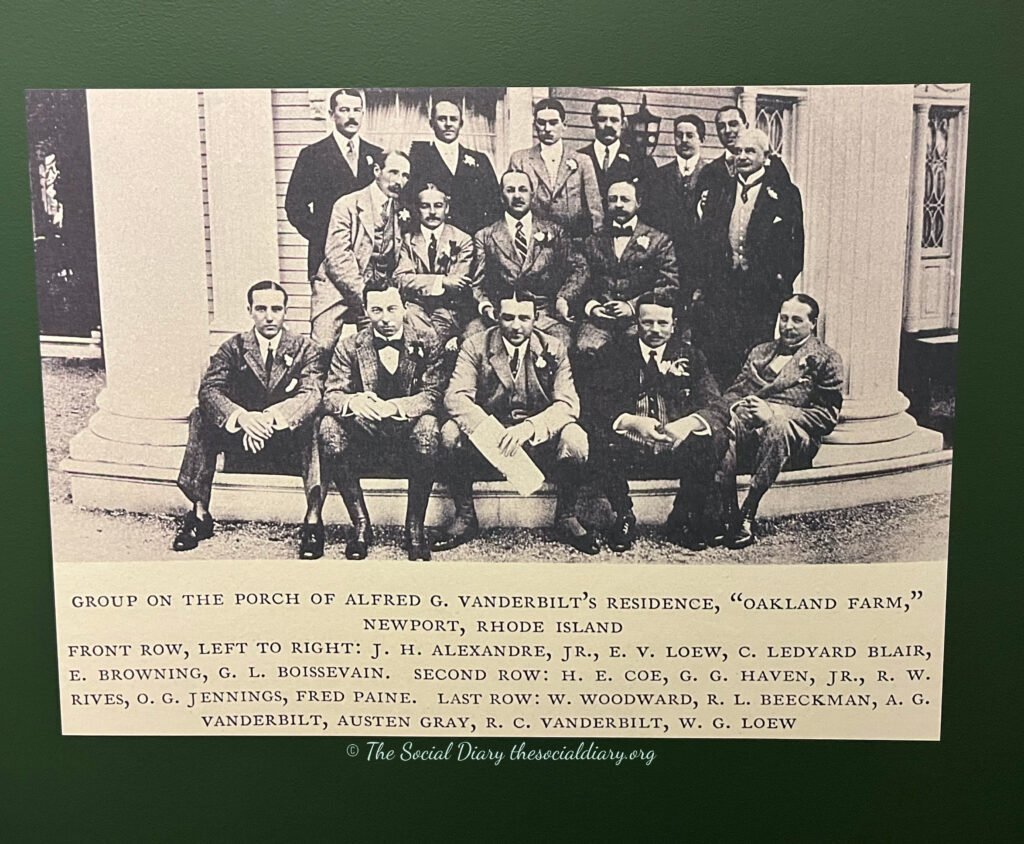 GROUP ON THE PORCH OF ALFRED G. VANDERBILT'S RESIDENCE, "OAKLAND FARM,"
NEWPORT, RHODE ISLAND
FRONT ROW, LEFT TO RIGHT: J. H. ALEXANDRE, JR., E. V. LOEW, C. LEDYARD BLAIR,
E. BROWNING, G. L. BOISSEVAIN. SECOND ROW: H. E. COE, G. G. HAVEN, JR., R. W.
RIVES, O. G. JENNINGS, FRED PAINE. LAST ROW: W. WOODWARD, R. L. BEECKMAN, A. G.
VANDERBILT, AUSTEN GRAY, R. C. VANDERBILT, W. G. LOEW
© The Social Diary thesocialdiary.org